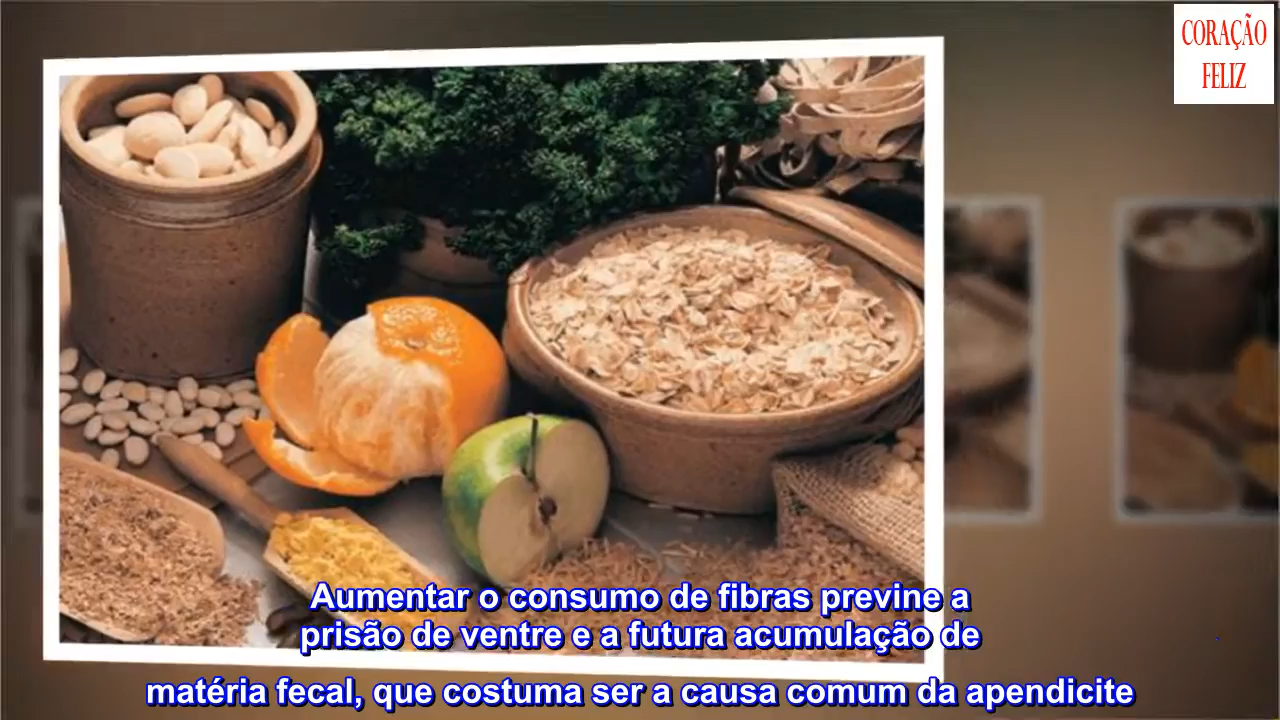 CORAÇÃO
FELIZ
Aumentar o consumo de fibras previne a
prisão de ventre e a futura acumulação de
matéria fecal, que costuma ser a causa comum da apendicite